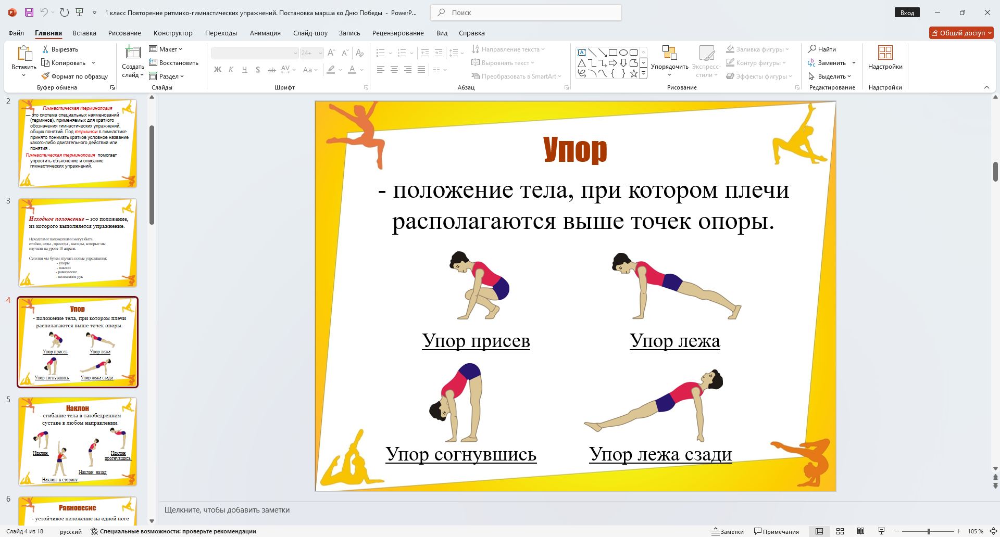 1 класс Повторение ритмико-гимнастических упражнений. Постановка марша ко Дню Победы - PowerP...
Поиск
Вход
Файл
Главная
Вставка
Рисование
Конструктор
Переходы
Анимация
Слайд-шоу
Запись
Рецензирование
Вид
Справка
Общий доступ
Вставить
Вырезать
Копировать
Формат по образцу
Буфер обмена
Создать
слайд
Макет
Восстановить
Раздел
Слайды
24+
Ж К Ч S ab AV Aa A
Шрифт
Направление текста
Выровнять текст
Преобразовать в SmartArt
Абзац
Упорядочить
Экспресс-
стили
Заливка фигуры
Контур фигуры
Эффекты фигуры
Рисование
Найти
Заменить
Выделить
Редактирование
Надстройки
Надстройки
2
Гимнастическая терминология
— это система специальных наименований
(терминов), применяемых для краткого
обозначения гимнастических упражнений,
общих понятий. Под термином в гимнастике
принято понимать краткое условное название
какого-либо двигательного действия или
понятия .
Гимнастическая терминология помогает
упростить объяснение и описание
гимнастических упражнений.
3
Исходное положение – это положение,
из которого выполняется упражнение.
Исходными положениями могут быть:
стойки, седы , приседы , выпады, которые мы
изучили на уроке 10 апреля.
Сегодня мы будем изучать новые упражнения:
- упоры
- наклон
- равновесие
- положения рук
4
Упор
- положение тела, при котором плечи
располагаются выше точек опоры.
Упор присев
Упор лежа
Упор согнувшись
Упор лежа сзади
5
Наклон
- сгибание тела в тазобедренном
суставе в любом направлении.
Наклон
Наклон
прогнувшись
Наклон назад
Наклон в сторону
6
Равновесие
- устойчивое положение на одной ноге
Упор
- положение тела, при котором плечи
располагаются выше точек опоры.
Упор присев
Упор лежа
Упор согнувшись
Упор лежа сзади
Щелкните, чтобы добавить заметки
Слайд 4 из 18
русский
Специальные возможности: проверьте рекомендации
Заметки
Примечания
105 %